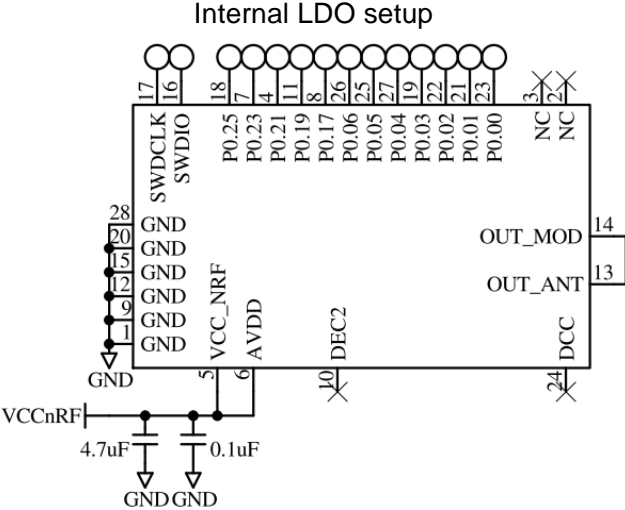 Internal LDO setup
17 16 18 7 4 11 8 26 25 27 19 22 21 23 3 2
SWDCLK SWDIO P0.25 P0.23 P0.21 P0.19 P0.17 P0.06 P0.05 P0.04 P0.03 P0.02 P0.01 P0.00 NC NC
28 GND
20 GND
15 GND
12 GND
9 GND
1 GND
OUT_MOD 14
OUT_ANT 13
VCC_NRF AVDD DEC2 DCC
5 6 10 24
GND
VCCnRF
4.7uF 0.1uF
GND GND